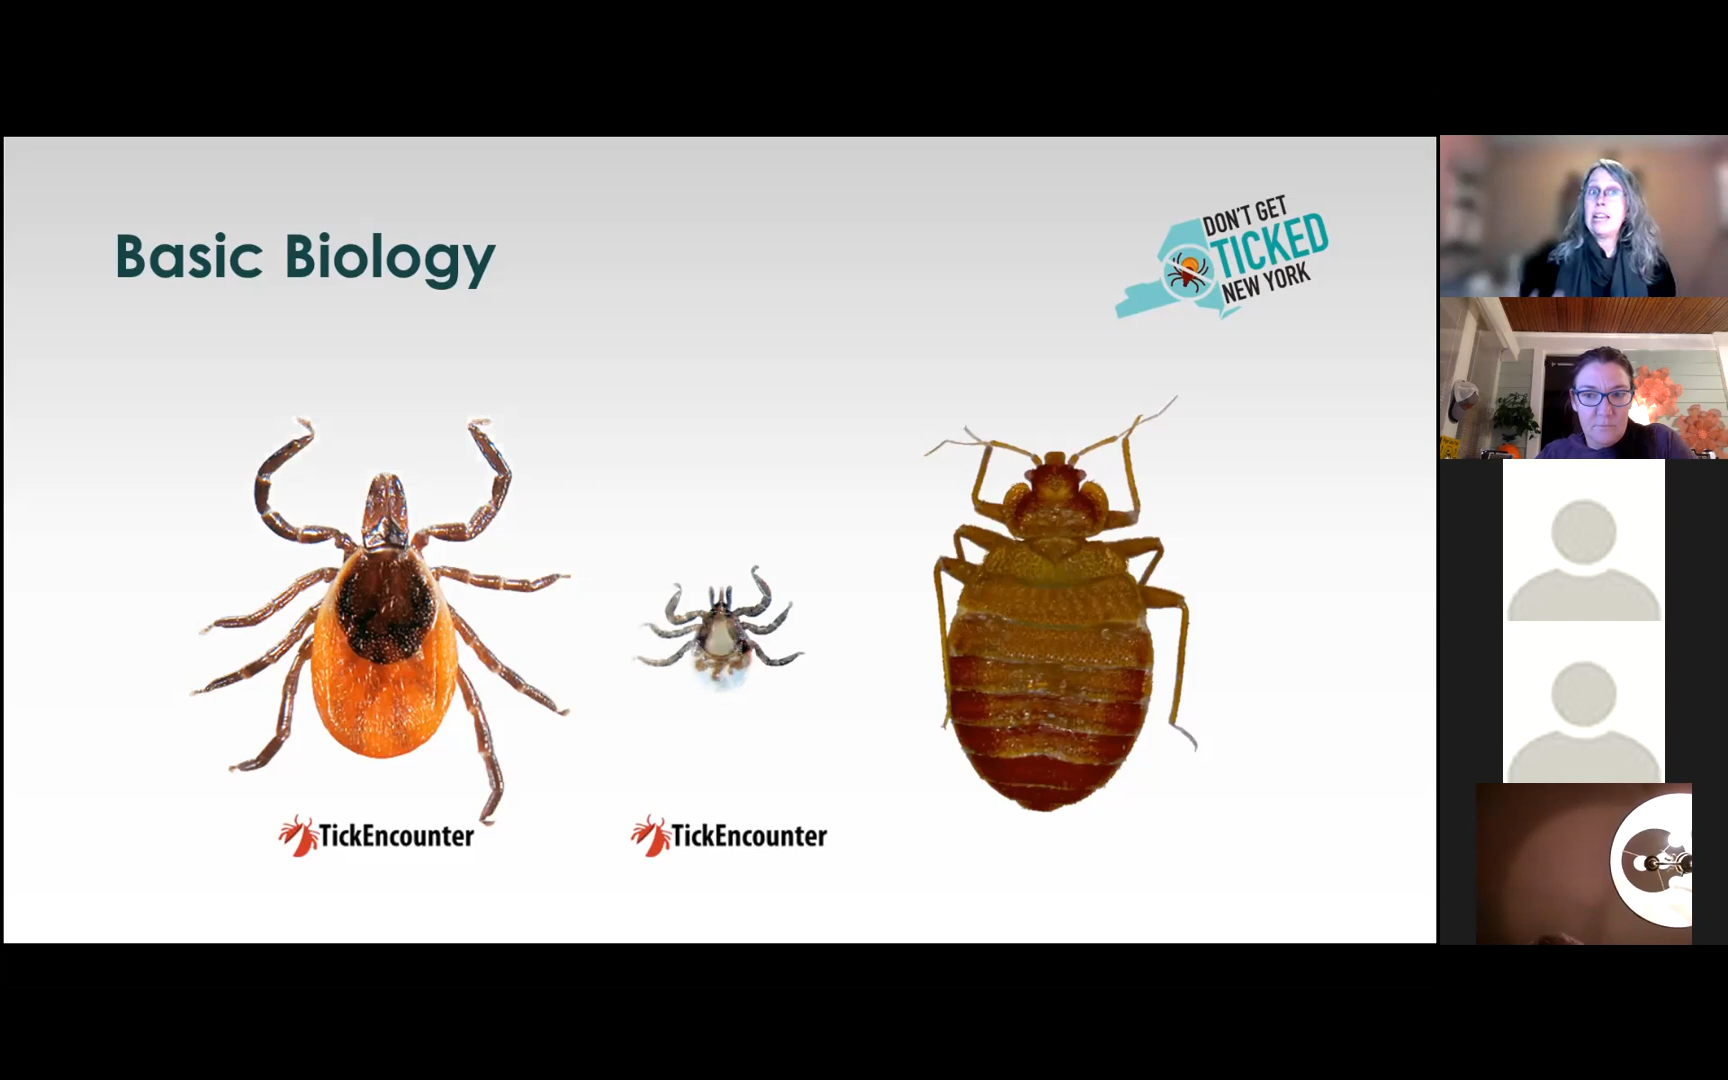 Basic Biology
DON'T GET
TICKED
NEW YORK
TickEncounter
TickEncounter